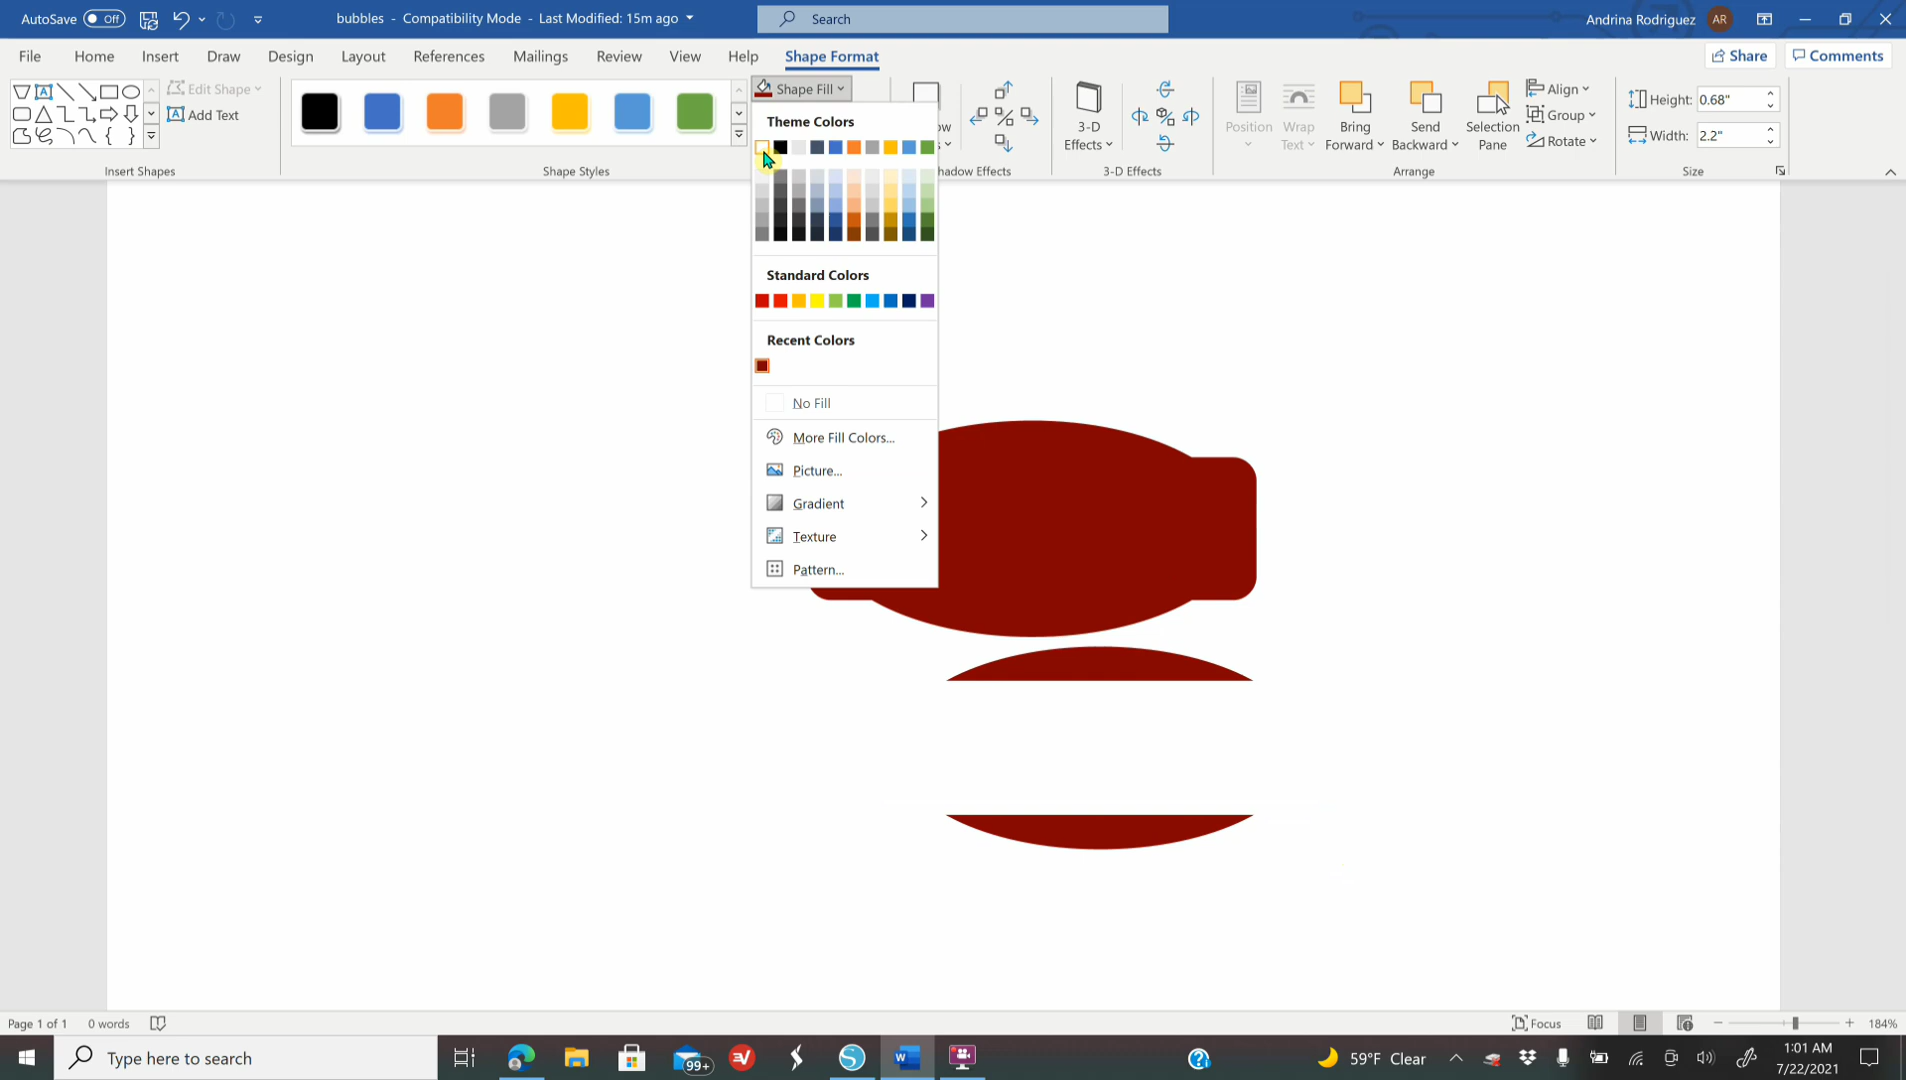 AutoSave Off bubbles - Compatibility Mode - Last Modified: 15m ago Search Andrina Rodriguez AR
File Home Insert Draw Design Layout References Mailings Review View Help Shape Format Share Comments
Edit Shape
Add Text
Insert Shapes
Shape Styles
Shape Fill
hadow Effects
3-D Effects
3-D Effects
Position
Wrap Text
Bring Forward
Send Backward
Selection Pane
Align
Group
Rotate
Arrange
Height: 0.68"
Width: 2.2"
Size
Theme Colors
Standard Colors
Recent Colors
No Fill
More Fill Colors...
Picture...
Gradient
Texture
Pattern...
Page 1 of 1 0 words Focus 184%
Type here to search 99+ 59°F Clear 1:01 AM
7/22/2021